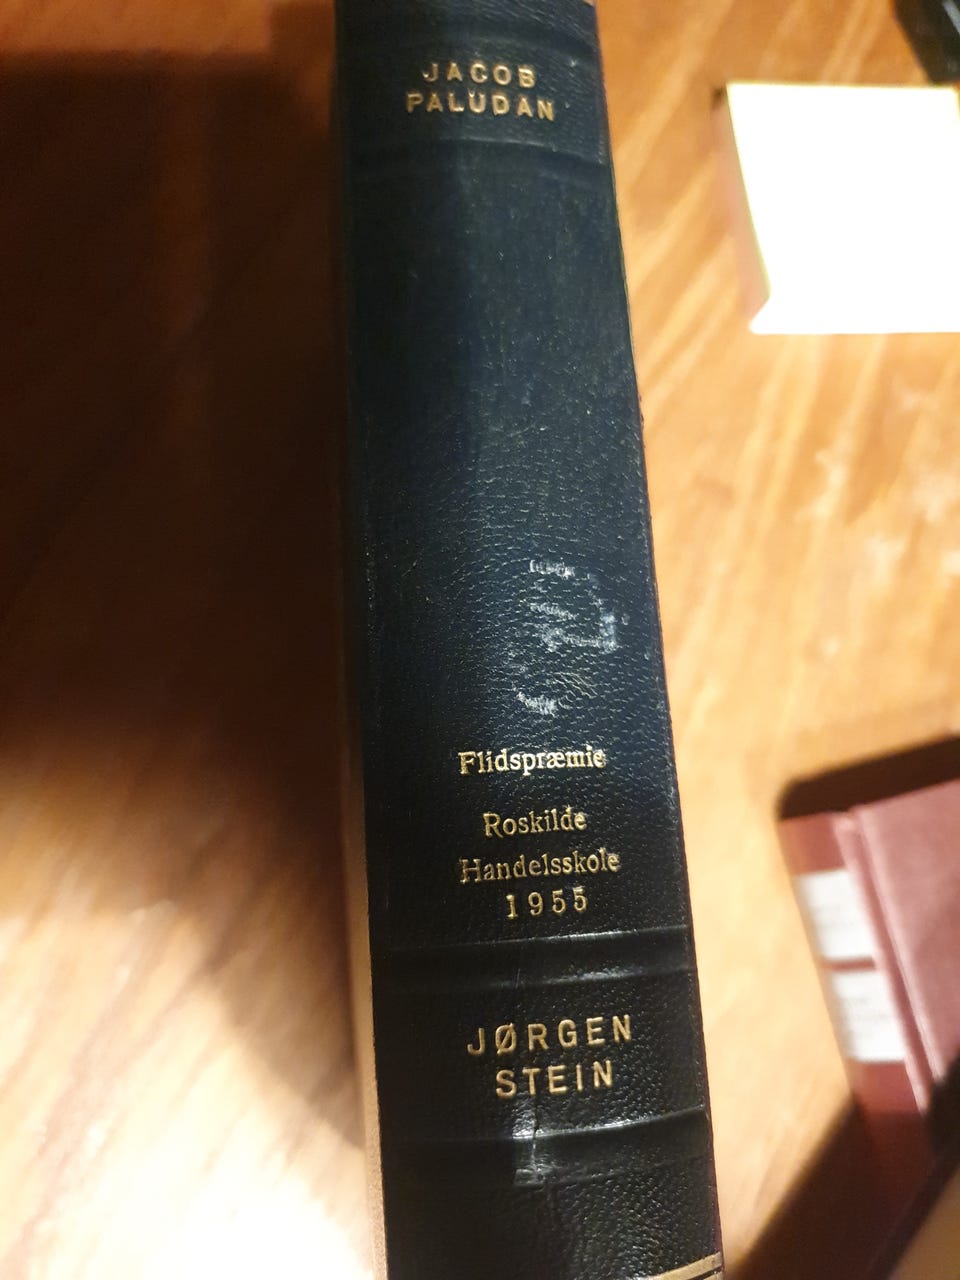 JACOB
PALUDAN
Flidspræmie
Roskilde
Handelsskole
1955
JØRGEN
STEIN